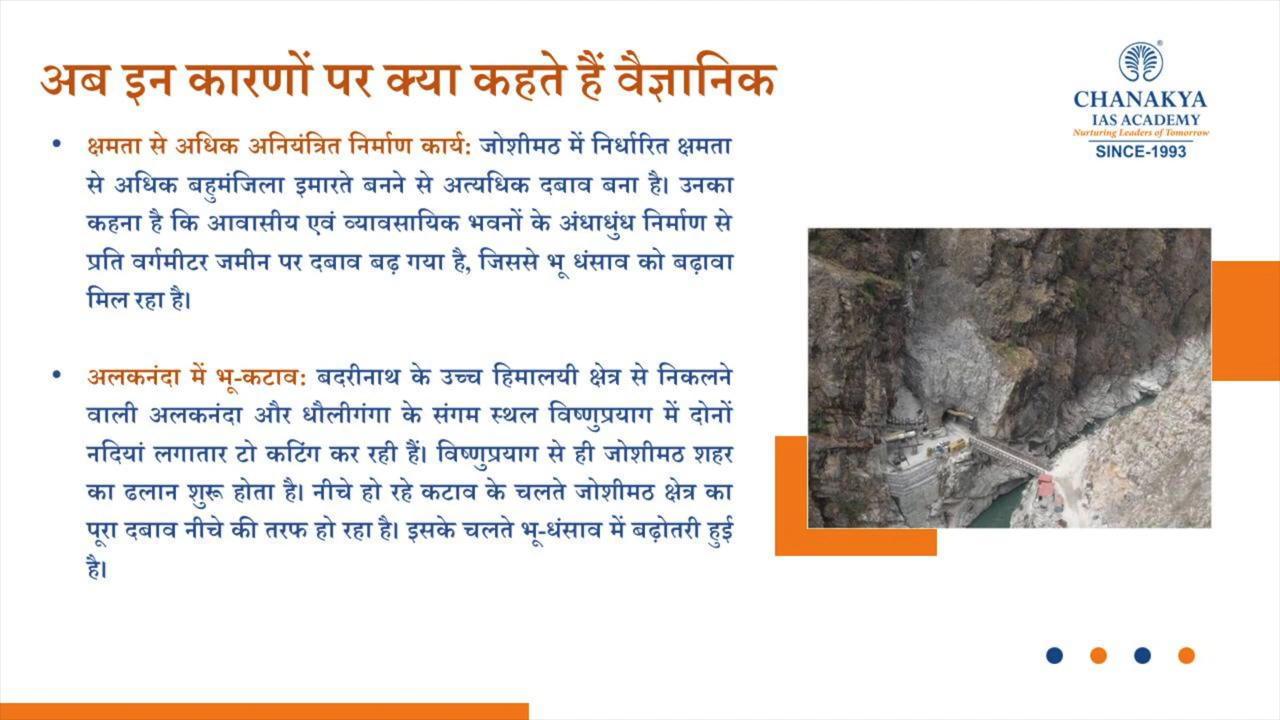 अब इन कारणों पर क्या कहते हैं वैज्ञानिक
CHANAKYA
IAS ACADEMY
Nurturing Leaders of Tomorrow
SINCE-1993
• क्षमता से अधिक अनियंत्रित निर्माण कार्य: जोशीमठ में निर्धारित क्षमता
से अधिक बहुमंजिला इमारते बनने से अत्यधिक दबाव बना है। उनका
कहना है कि आवासीय एवं व्यावसायिक भवनों के अंधाधुंध निर्माण से
प्रति वर्गमीटर जमीन पर दबाव बढ़ गया है, जिससे भू धंसाव को बढ़ावा
मिल रहा है।
• अलकनंदा में भू-कटाव: बदरीनाथ के उच्च हिमालयी क्षेत्र से निकलने
वाली अलकनंदा और धौलीगंगा के संगम स्थल विष्णुप्रयाग में दोनों
नदियां लगातार टो कटिंग कर रही हैं। विष्णुप्रयाग से ही जोशीमठ शहर
का ढलान शुरू होता है। नीचे हो रहे कटाव के चलते जोशीमठ क्षेत्र का
पूरा दबाव नीचे की तरफ हो रहा है। इसके चलते भू-धंसाव में बढ़ोतरी हुई
है।